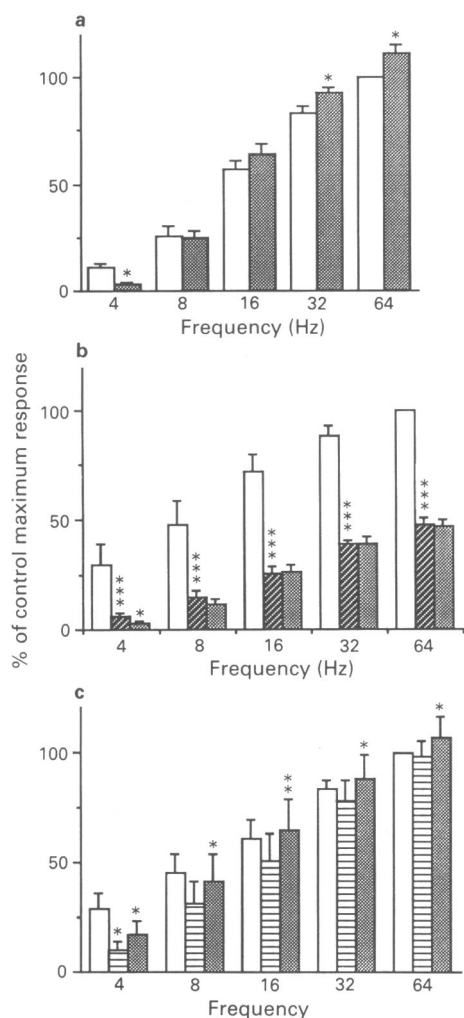 % of control maximum response
a
100
50
0
*
*
*
4 8 16 32 64
Frequency (Hz)
b
100
50
0
***
*
***
***
***
***
4 8 16 32 64
Frequency (Hz)
c
100
50
0
*
*
*
**
*
*
4 8 16 32 64
Frequency